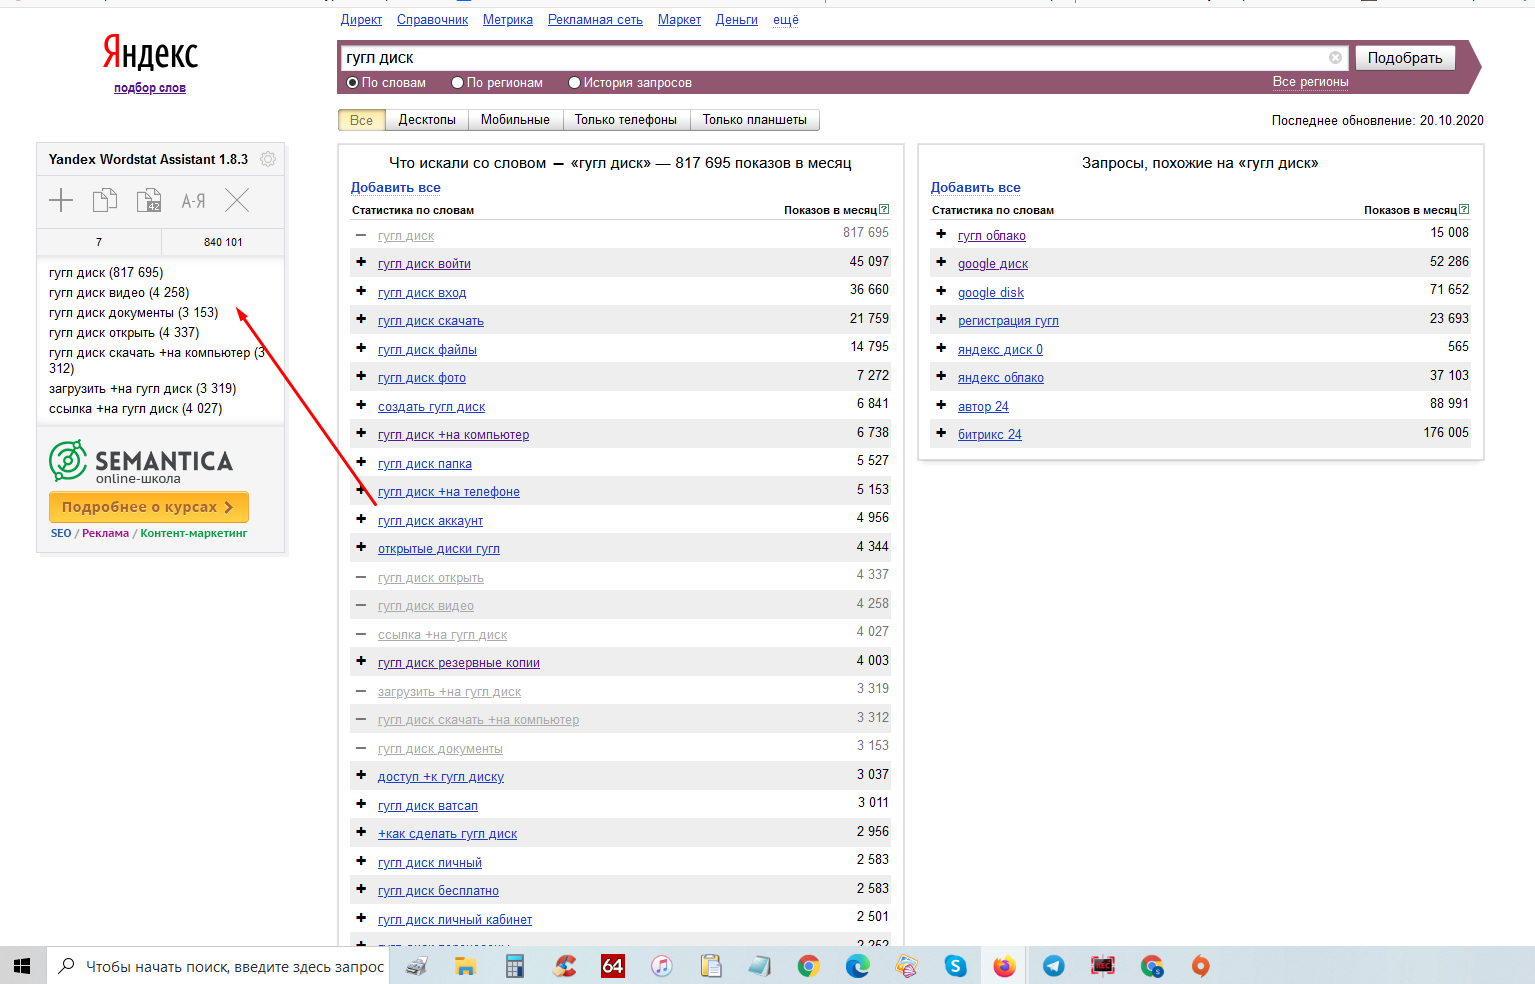 Директ Справочник Метрика Рекламная сеть Маркет Деньги ещё
Яндекс
подбор слов
гугл диск
Подобрать
По словам По регионам История запросов
Все регионы
Все Десктопы Мобильные Только телефоны Только планшеты
Последнее обновление: 20.10.2020
Yandex Wordstat Assistant 1.8.3
42 А-Я
7 840 101
гугл диск (817 695)
гугл диск видео (4 258)
гугл диск документы (3 153)
гугл диск открыть (4 337)
гугл диск скачать +на компьютер (3
312)
загрузить +на гугл диск (3 319)
ссылка +на гугл диск (4 027)
SEMANTICA
online-школа
Подробнее о курсах
SEO / Реклама / Контент-маркетинг
Что искали со словом — «гугл диск» — 817 695 показов в месяц
Добавить все
Статистика по словам Показов в месяц ?
гугл диск 817 695
гугл диск войти 45 097
гугл диск вход 36 660
гугл диск скачать 21 759
гугл диск файлы 14 795
гугл диск фото 7 272
создать гугл диск 6 841
гугл диск +на компьютер 6 738
гугл диск папка 5 527
гугл диск +на телефоне 5 153
гугл диск аккаунт 4 956
открытые диски гугл 4 344
гугл диск открыть 4 337
гугл диск видео 4 258
ссылка +на гугл диск 4 027
гугл диск резервные копии 4 003
загрузить +на гугл диск 3 319
гугл диск скачать +на компьютер 3 312
гугл диск документы 3 153
доступ +к гугл диску 3 037
гугл диск ватсап 3 011
+как сделать гугл диск 2 956
гугл диск личный 2 583
гугл диск бесплатно 2 583
гугл диск личный кабинет 2 501
Запросы, похожие на «гугл диск»
Добавить все
Статистика по словам Показов в месяц ?
гугл облако 15 008
google диск 52 286
google disk 71 652
регистрация гугл 23 693
яндекс диск 0 565
яндекс облако 37 103
автор 24 88 991
битрикс 24 176 005
Чтобы начать поиск, введите здесь запрос
64